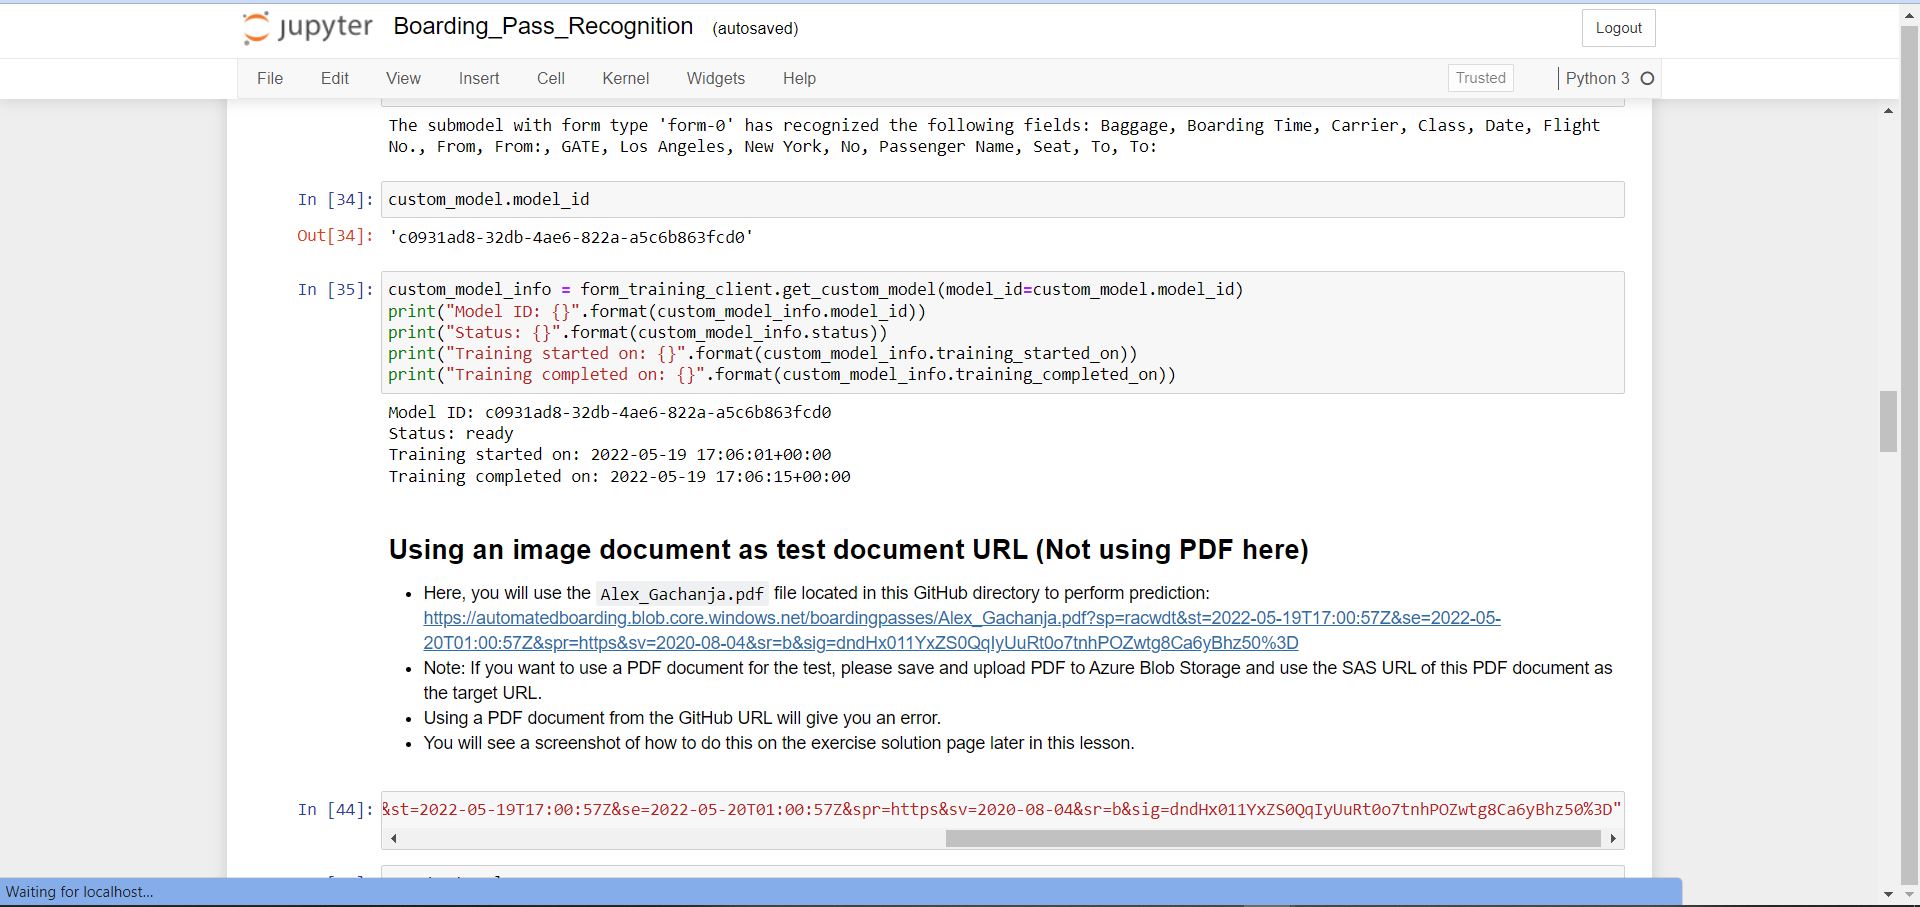 jupyter Boarding_Pass_Recognition (autosaved) Logout
File Edit View Insert Cell Kernel Widgets Help Trusted Python 3
The submodel with form type 'form-0' has recognized the following fields: Baggage, Boarding Time, Carrier, Class, Date, Flight
No., From, From:, GATE, Los Angeles, New York, No, Passenger Name, Seat, To, To:
In [34]: custom_model.model_id
Out[34]: 'c0931ad8-32db-4ae6-822a-a5c6b863fcd0'
In [35]: custom_model_info = form_training_client.get_custom_model(model_id=custom_model.model_id)
print("Model ID: {}".format(custom_model_info.model_id))
print("Status: {}".format(custom_model_info.status))
print("Training started on: {}".format(custom_model_info.training_started_on))
print("Training completed on: {}".format(custom_model_info.training_completed_on))
Model ID: c0931ad8-32db-4ae6-822a-a5c6b863fcd0
Status: ready
Training started on: 2022-05-19 17:06:01+00:00
Training completed on: 2022-05-19 17:06:15+00:00
Using an image document as test document URL (Not using PDF here)
• Here, you will use the Alex_Gachanja.pdf file located in this GitHub directory to perform prediction:
https://automatedboarding.blob.core.windows.net/boardingpasses/Alex_Gachanja.pdf?sp=racwdt&st=2022-05-19T17:00:57Z&se=2022-05-
20T01:00:57Z&spr=https&sv=2020-08-04&sr=b&sig=dndHx011YxZS0QqIyUuRt0o7tnhPOZwtg8Ca6yBhz50%3D
• Note: If you want to use a PDF document for the test, please save and upload PDF to Azure Blob Storage and use the SAS URL of this PDF document as
the target URL.
• Using a PDF document from the GitHub URL will give you an error.
• You will see a screenshot of how to do this on the exercise solution page later in this lesson.
In [44]: &st=2022-05-19T17:00:57Z&se=2022-05-20T01:00:57Z&spr=https&sv=2020-08-04&sr=b&sig=dndHx011YxZS0QqIyUuRt0o7tnhPOZwtg8Ca6yBhz50%3D"
Waiting for localhost...